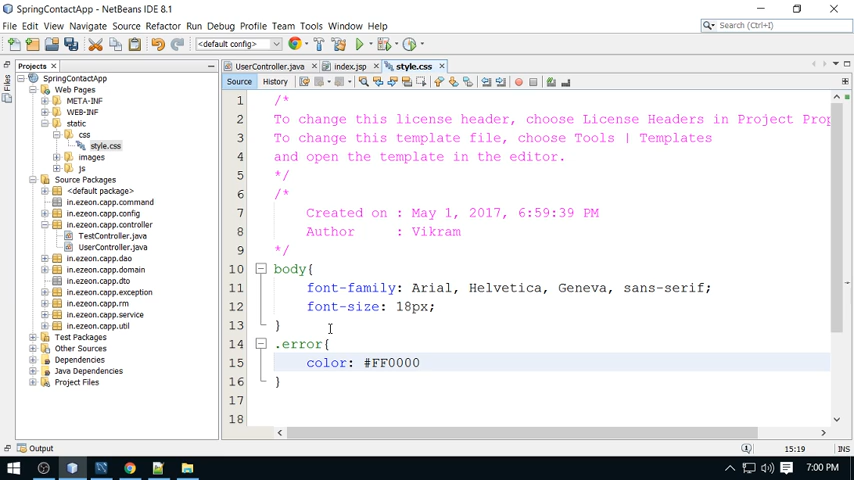 SpringContactApp - NetBeans IDE 8.1
File Edit View Navigate Source Refactor Run Debug Profile Team Tools Window Help
Search (Ctrl+I)
<default config>
Projects
UserController.java
index.jsp
style.css
Source
History
Files
SpringContactApp
Web Pages
META-INF
WEB-INF
static
css
style.css
images
js
Source Packages
<default package>
in.ezeon.capp.command
in.ezeon.capp.config
in.ezeon.capp.controller
TestController.java
UserController.java
in.ezeon.capp.dao
in.ezeon.capp.domain
in.ezeon.capp.dto
in.ezeon.capp.exception
in.ezeon.capp.rm
in.ezeon.capp.service
in.ezeon.capp.util
Test Packages
Other Sources
Dependencies
Java Dependencies
Project Files
1 /*
2 To change this license header, choose License Headers in Project Prop
3 To change this template file, choose Tools | Templates
4 and open the template in the editor.
5 */
6 /*
7 Created on : May 1, 2017, 6:59:39 PM
8 Author : Vikram
9 */
10 body{
11 font-family: Arial, Helvetica, Geneva, sans-serif;
12 font-size: 18px;
13 }
14 .error{
15 color: #FF0000
16 }
17
18
Output
15:19
INS
7:00 PM